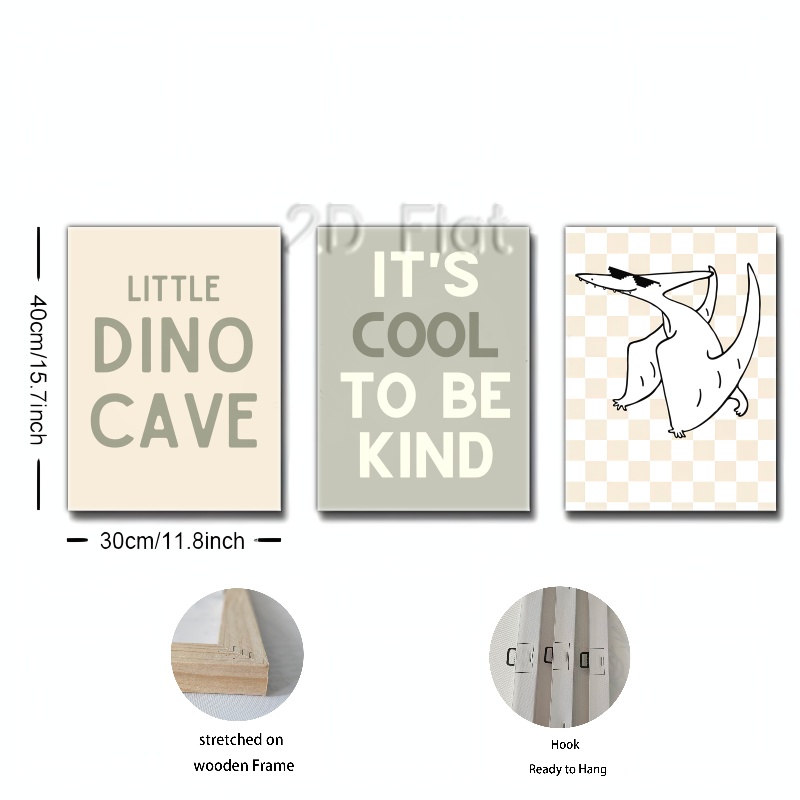 2D Flat
LITTLE
DINO
CAVE
IT'S
COOL
TO BE
KIND
40cm/15.7inch
30cm/11.8inch
stretched on
wooden Frame
Hook
Ready to Hang